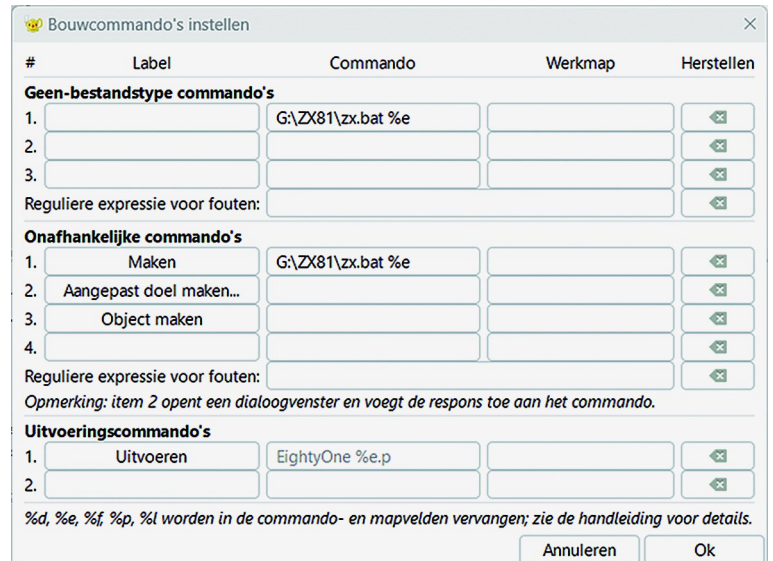 Bouwcommando's instellen
# Label Commando Werkmap Herstellen
Geen-bestandstype commando's
1. G:\ZX81\zx.bat %e
2.
3.
Reguliere expressie voor fouten:
Onafhankelijke commando's
1. Maken G:\ZX81\zx.bat %e
2. Aangepast doel maken...
3. Object maken
4.
Reguliere expressie voor fouten:
Opmerking: item 2 opent een dialoogvenster en voegt de respons toe aan het commando.
Uitvoeringscommando's
1. Uitvoeren EightyOne %e.p
2.
%d, %e, %f, %p, %l worden in de commando- en mapvelden vervangen; zie de handleiding voor details.
Annuleren Ok